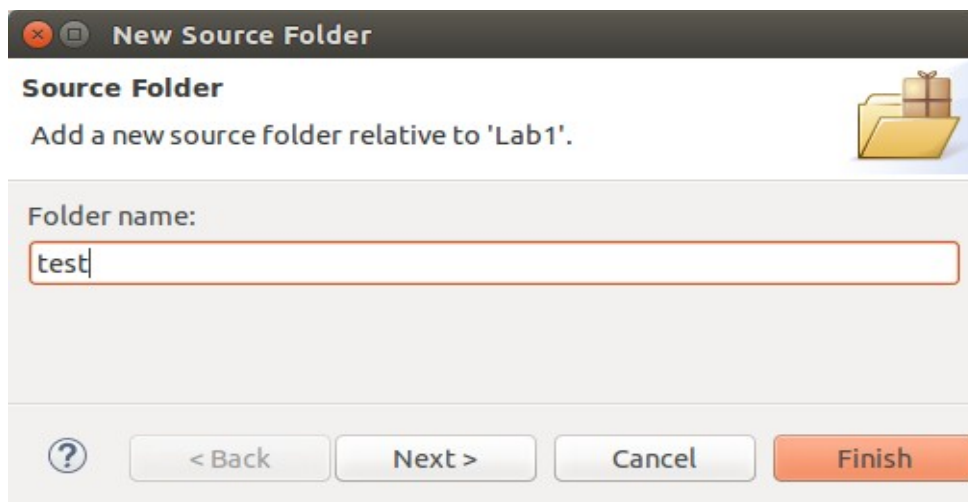 New Source Folder
Source Folder
Add a new source folder relative to 'Lab1'.
Folder name:
test
? < Back Next > Cancel Finish